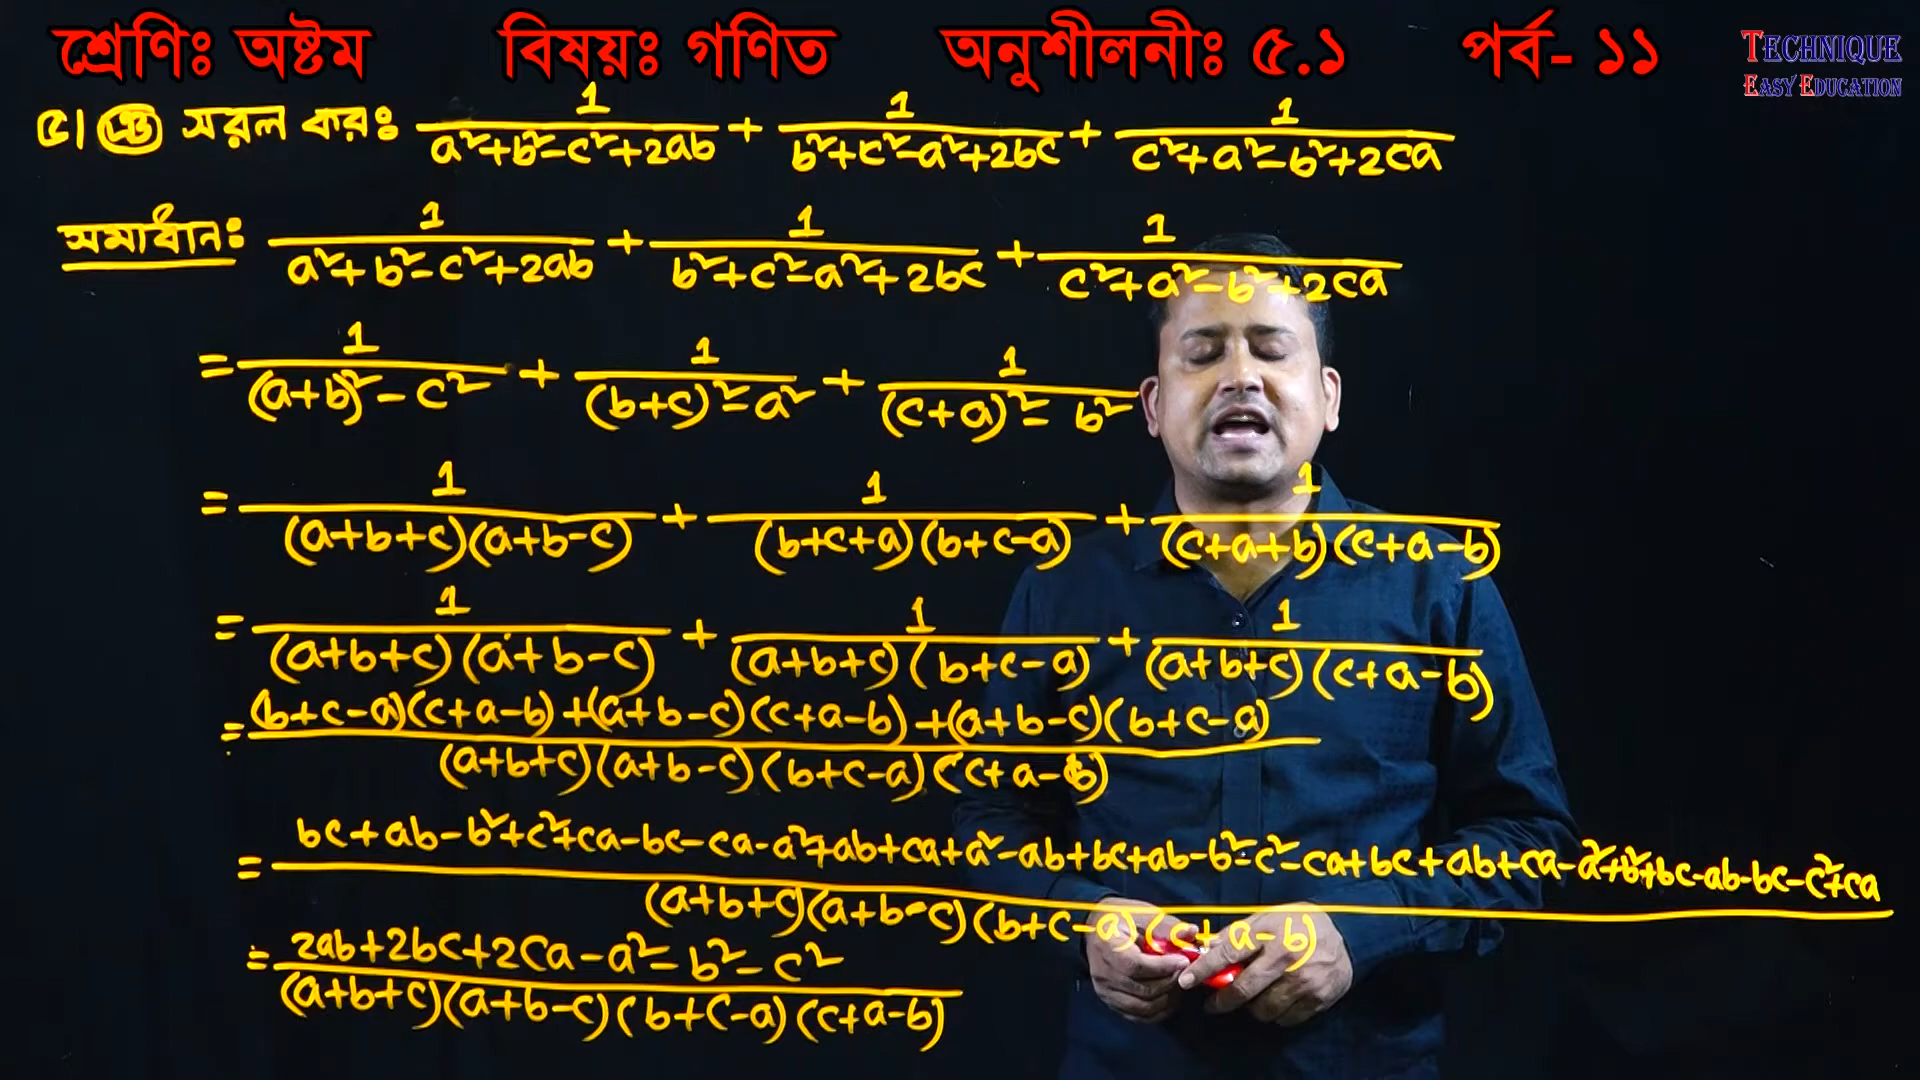 শ্রেণিঃ অষ্টম বিষয়ঃ গণিত অনুশীলনীঃ ৫.১ পর্ব- ১১
TECHNIQUE
EASY EDUCATION
৫। সরল করঃ 1/(a²+b²-c²+2ab) + 1/(b²+c²-a²+2bc) + 1/(c²+a²-b²+2ca)
সমাধানঃ 1/(a²+b²-c²+2ab) + 1/(b²+c²-a²+2bc) + 1/(c²+a²-b²+2ca)
= 1/((a+b)²-c²) + 1/((b+c)²-a²) + 1/((c+a)²-b²)
= 1/((a+b+c)(a+b-c)) + 1/((b+c+a)(b+c-a)) + 1/((c+a+b)(c+a-b))
= 1/((a+b+c)(a+b-c)) + 1/((a+b+c)(b+c-a)) + 1/((a+b+c)(c+a-b))
= ((b+c-a)(c+a-b)+(a+b-c)(c+a-b)+(a+b-c)(b+c-a))/((a+b+c)(a+b-c)(b+c-a)(c+a-b))
= (bc+ab-b²+c²+ca-bc-ca-a²+ab+ca+a²-ab+bc+ab-b²-c²-ca+bc+ab+ca-a²+b²+bc-ab-bc-c²+ca)/((a+b+c)(a+b-c)(b+c-a)(c+a-b))
= (2ab+2bc+2ca-a²-b²-c²)/((a+b+c)(a+b-c)(b+c-a)(c+a-b))